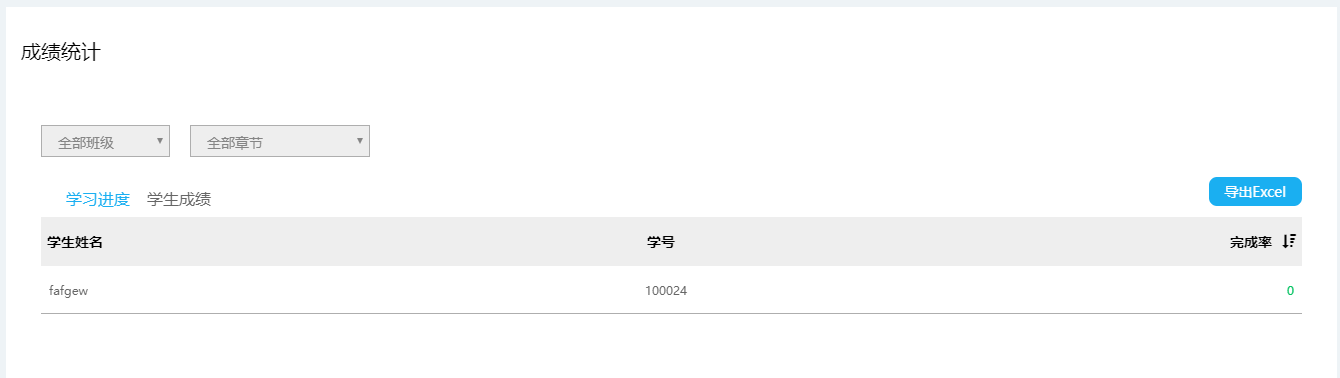 成绩统计
全部班级 全部章节
学习进度 学生成绩 导出Excel
学生姓名 学号 完成率
fafgew 100024 0